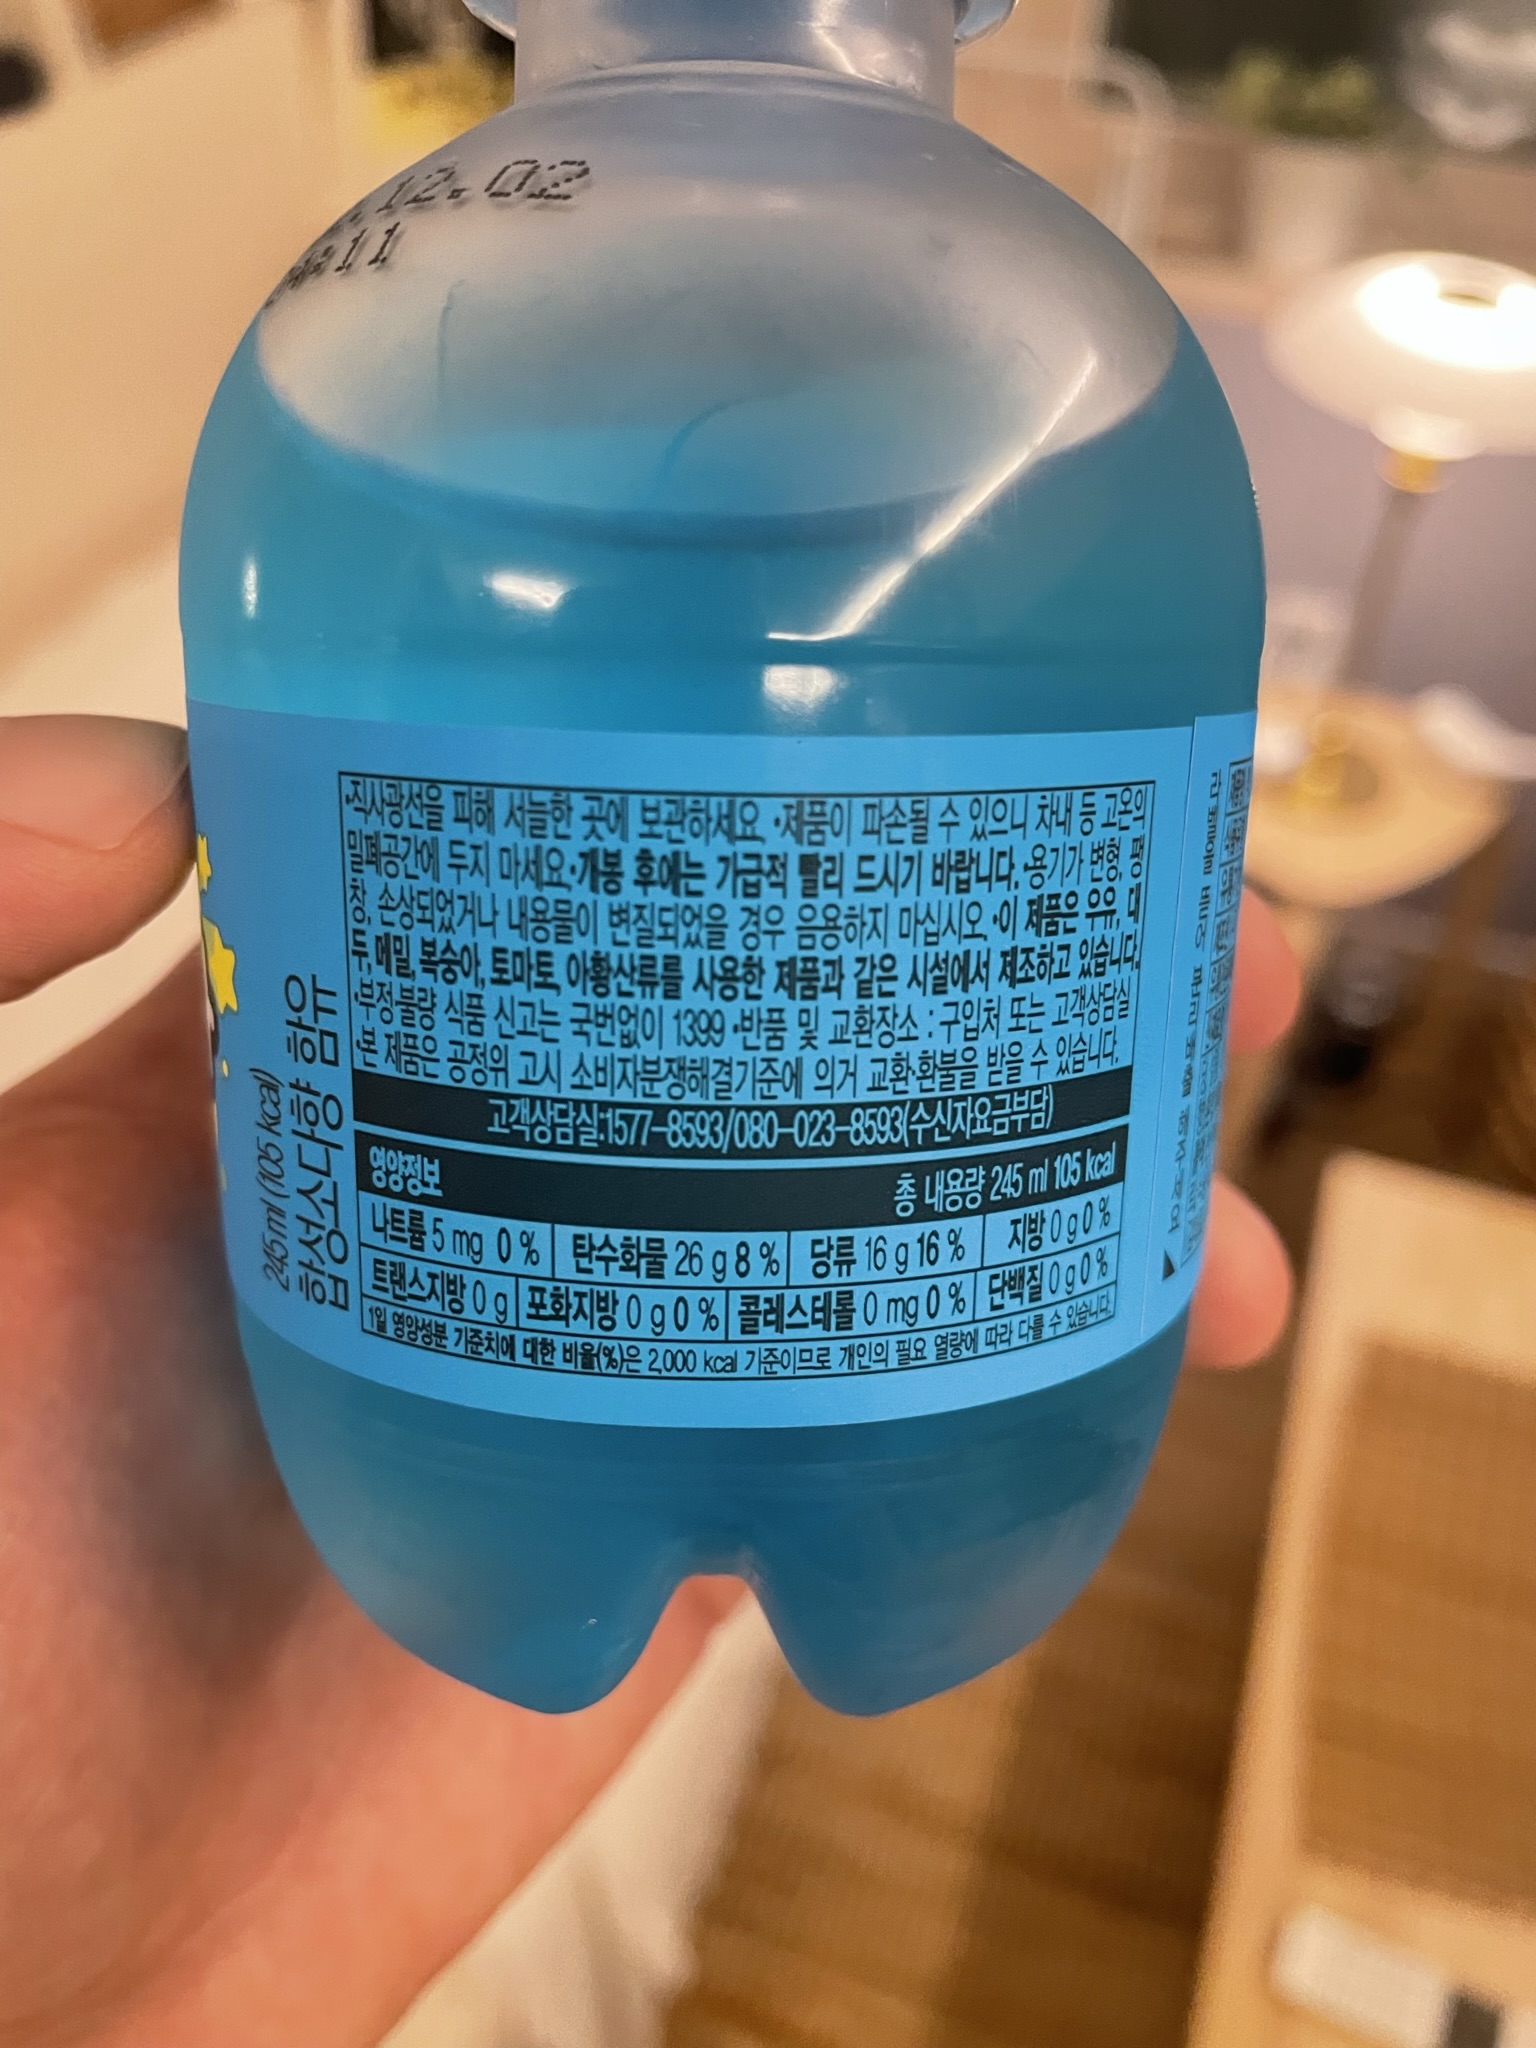 .12.02
11
•직사광선을 피해 서늘한 곳에 보관하세요. •제품이 파손될 수 있으니 차내 등 고온의
밀폐공간에 두지 마세요.•개봉 후에는 가급적 빨리 드시기 바랍니다. 용기가 변형, 팽
창, 손상되었거나 내용물이 변질되었을 경우 음용하지 마십시오. •이 제품은 우유, 대
두, 메밀, 복숭아, 토마토, 아황산류를 사용한 제품과 같은 시설에서 제조하고 있습니다.
•부정·불량 식품 신고는 국번없이 1399 •반품 및 교환장소 : 구입처 또는 고객상담실
•본 제품은 공정위 고시 소비자분쟁해결기준에 의거 교환·환불을 받을 수 있습니다.
고객상담실:1577-8593/080-023-8593(수신자요금부담)
영양정보 총 내용량 245 ml 105 kcal
나트륨 5 mg 0 % 탄수화물 26 g 8 % 당류 16 g 16 % 지방 0 g 0 %
트랜스지방 0 g 포화지방 0 g 0 % 콜레스테롤 0 mg 0 % 단백질 0 g 0 %
1일 영양성분 기준치에 대한 비율(%)은 2,000 kcal 기준이므로 개인의 필요 열량에 따라 다를 수 있습니다.
245 ml (105 kcal)
합성소다향 함유